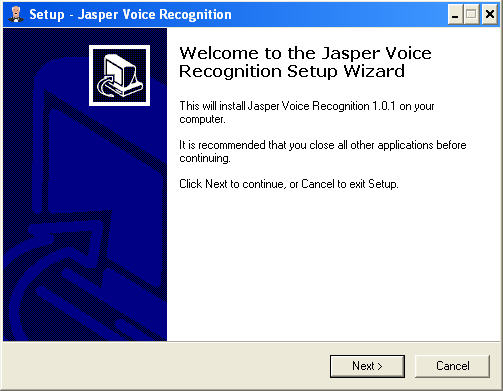 Setup - Jasper Voice Recognition
Welcome to the Jasper Voice
Recognition Setup Wizard
This will install Jasper Voice Recognition 1.0.1 on your
computer.
It is recommended that you close all other applications before
continuing.
Click Next to continue, or Cancel to exit Setup.
Next >
Cancel